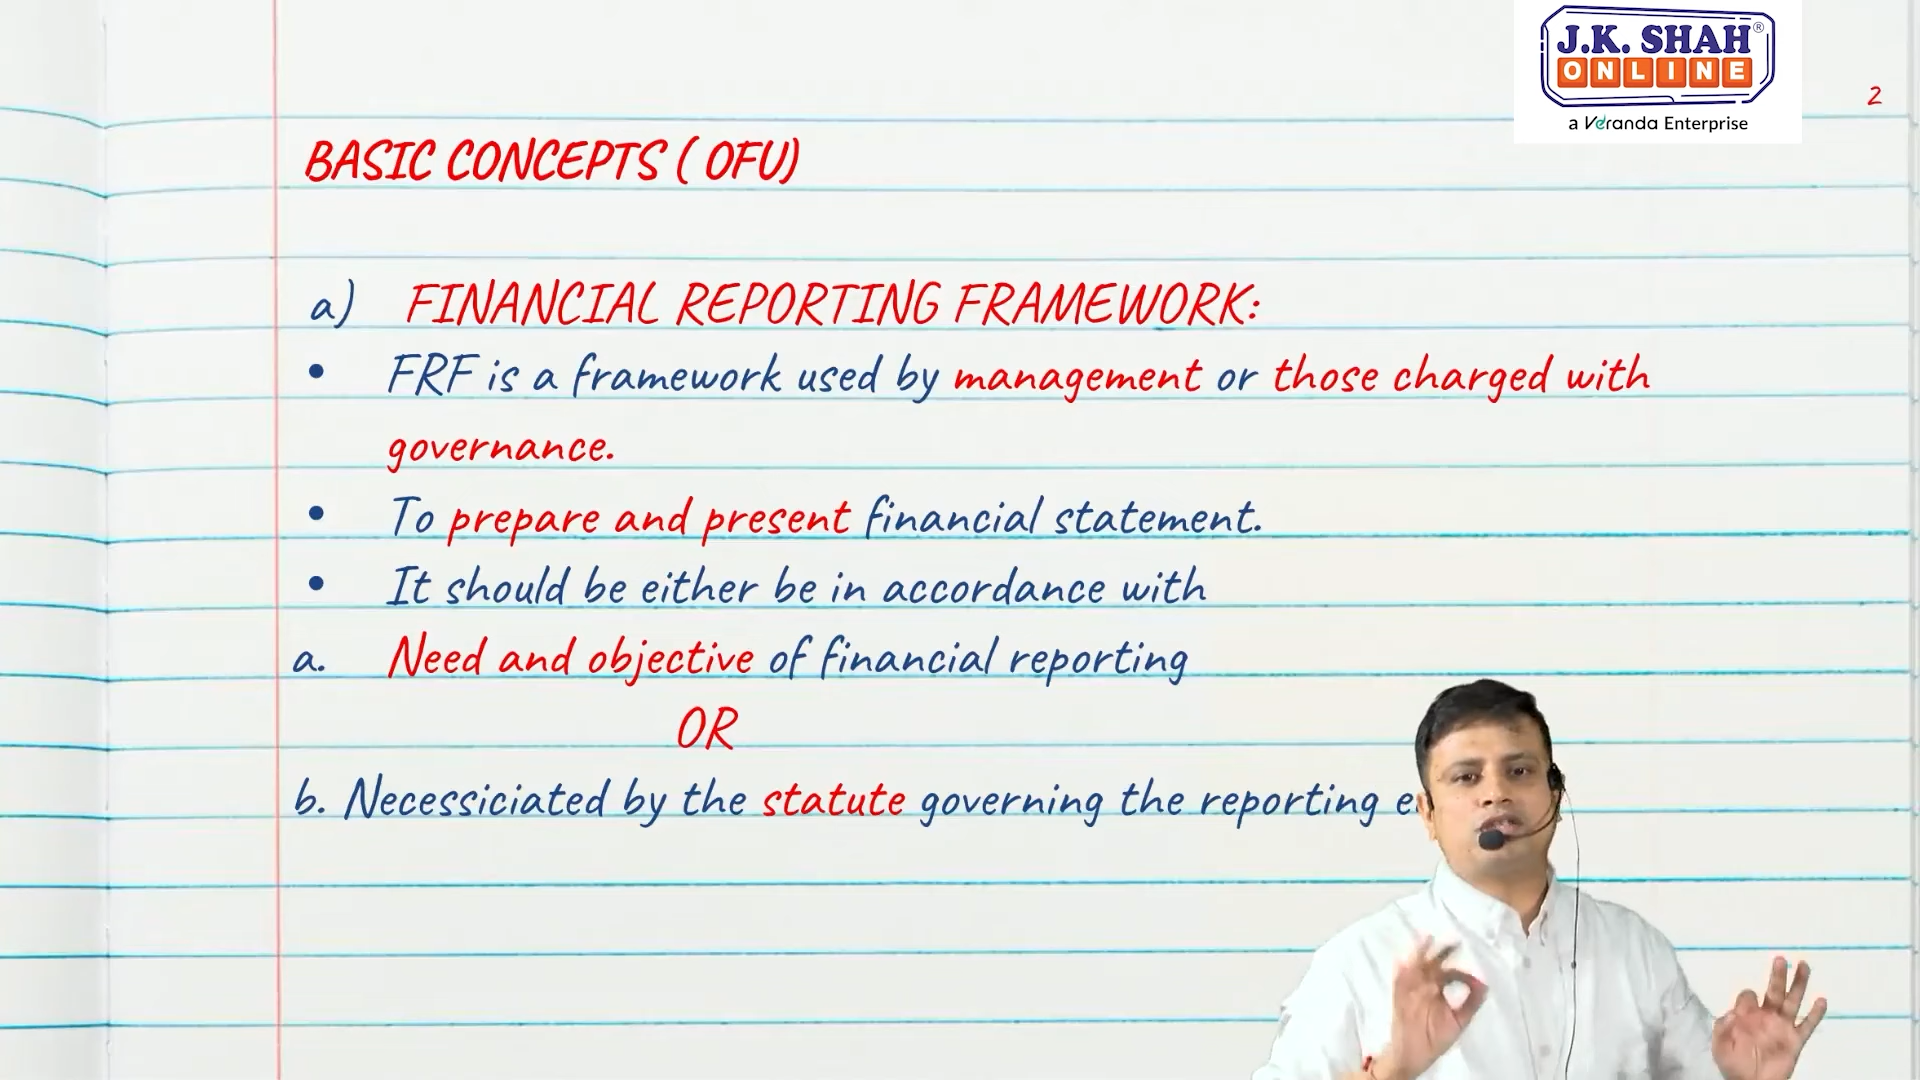 J.K. SHAH®
ONLINE
a Veranda Enterprise
2
BASIC CONCEPTS ( OFU)
a) FINANCIAL REPORTING FRAMEWORK:
• FRF is a framework used by management or those charged with
governance.
• To prepare and present financial statement.
• It should be either be in accordance with
a. Need and objective of financial reporting
OR
b. Necessiciated by the statute governing the reporting